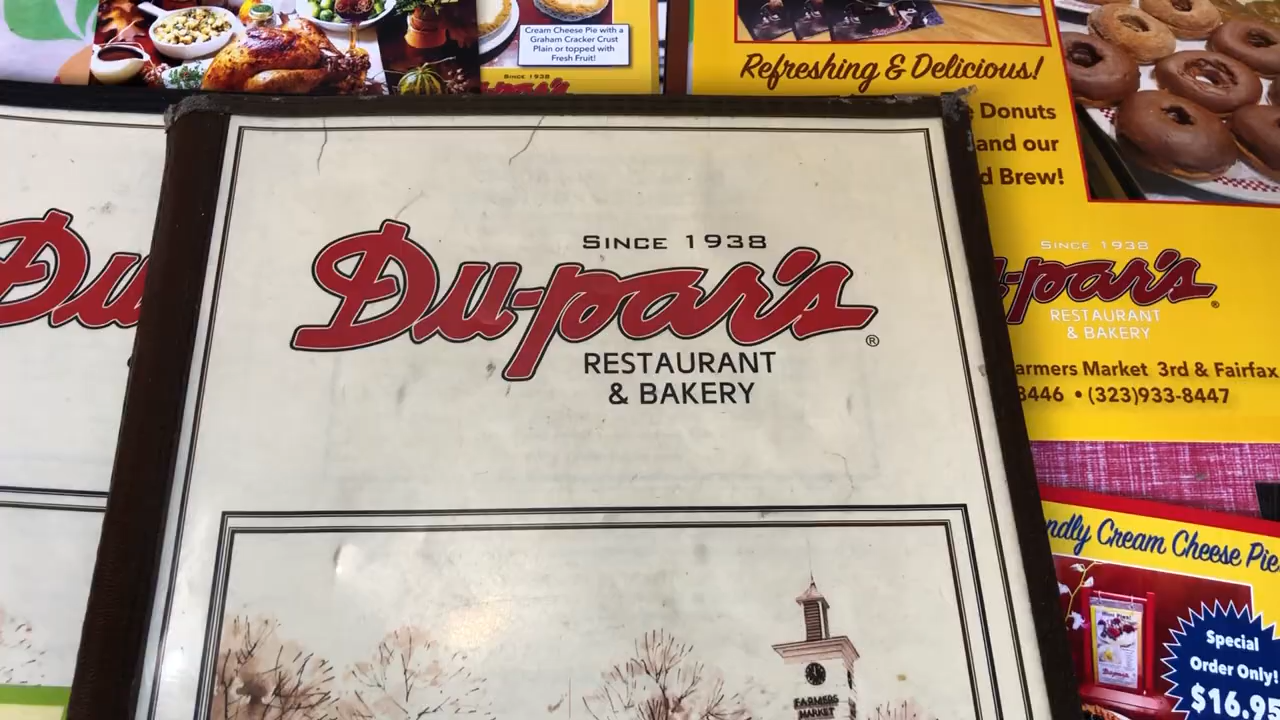 Cream Cheese Pie with a
Graham Cracker Crust
Plain or topped with
Fresh Fruit!
SINCE 1938
Refreshing & Delicious!
Donuts
and our
Brew!
SINCE 1938
Du-par's®
RESTAURANT
& BAKERY
Du
SINCE 1938
-par's®
RESTAURANT
& BAKERY
armers Market 3rd & Fairfax
8446 • (323)933-8447
ndly Cream Cheese Pie
Special
Order Only!
$16.95
FARMERS
MARKET